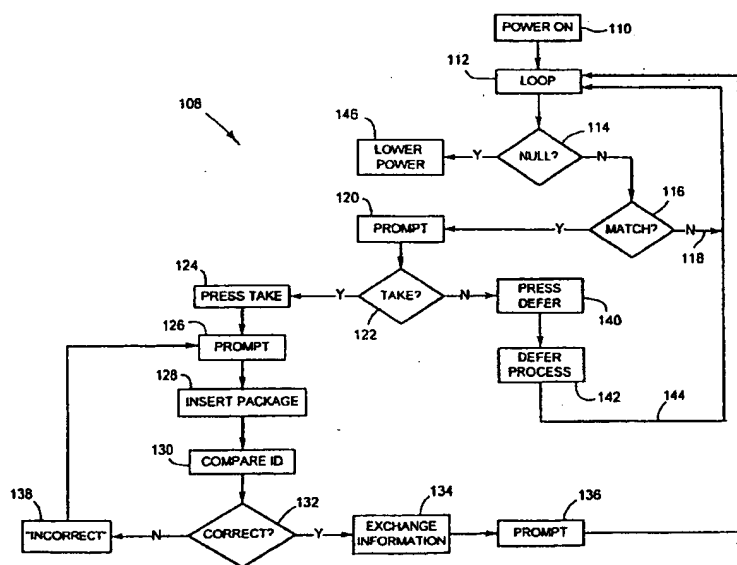 POWER ON
110
112
LOOP
108
146
114
LOWER
POWER
Y
NULL?
N
116
120
PROMPT
Y
MATCH?
N
118
124
PRESS TAKE
Y
TAKE?
N
122
PRESS
DEFER
140
126
PROMPT
DEFER
PROCESS
142
144
128
INSERT PACKAGE
130
COMPARE ID
138
"INCORRECT"
N
CORRECT?
132
Y
134
EXCHANGE
INFORMATION
136
PROMPT